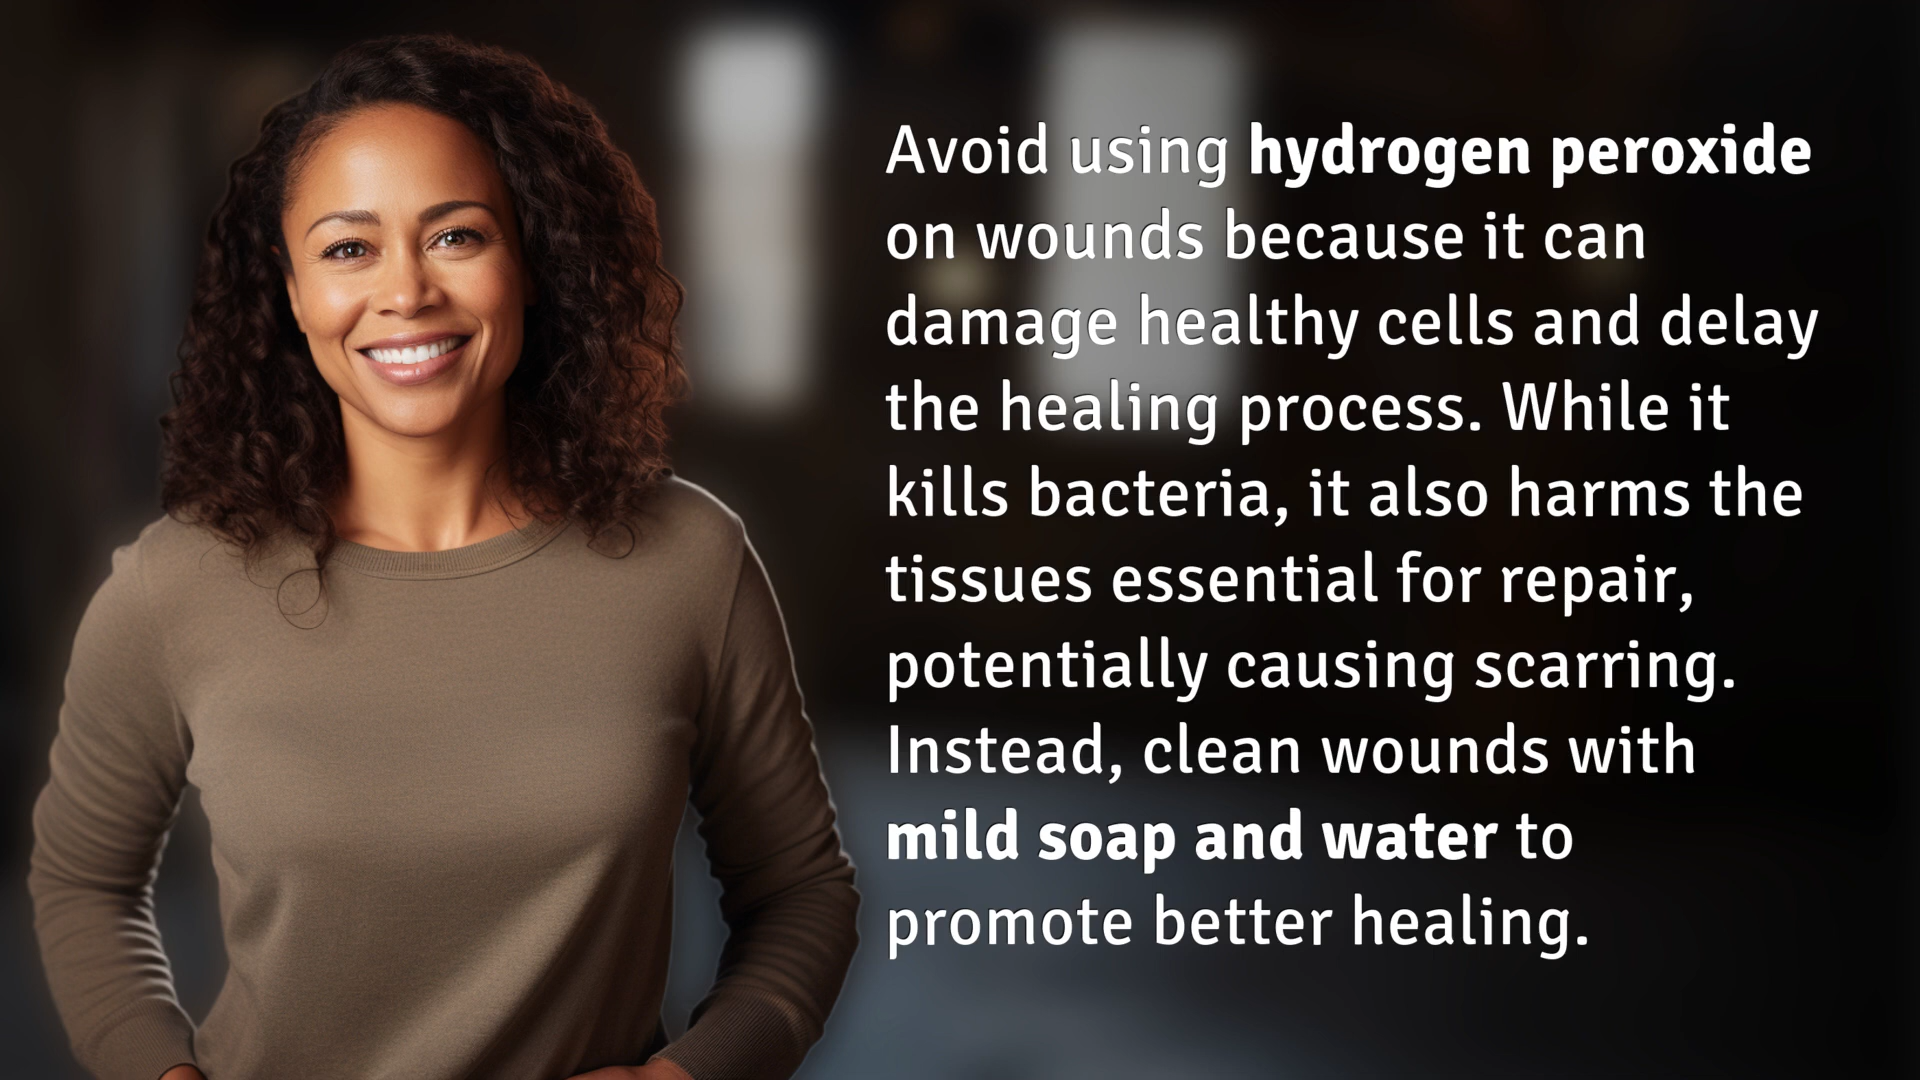 Avoid using hydrogen peroxide
on wounds because it can
damage healthy cells and delay
the healing process. While it
kills bacteria, it also harms the
tissues essential for repair,
potentially causing scarring.
Instead, clean wounds with
mild soap and water to
promote better healing.